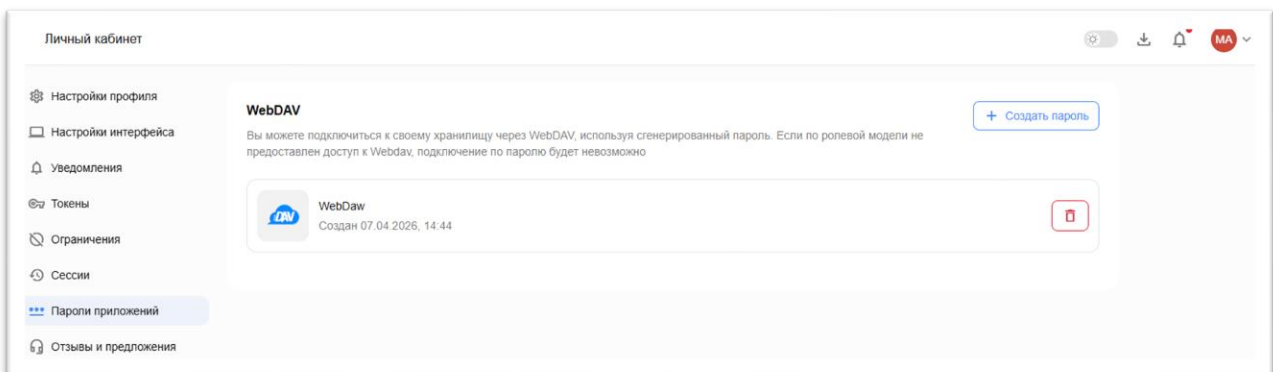 Личный кабинет
MA
Настройки профиля
Настройки интерфейса
Уведомления
Токены
Ограничения
Сессии
Пароли приложений
Отзывы и предложения
WebDAV
+ Создать пароль
Вы можете подключиться к своему хранилищу через WebDAV, используя сгенерированный пароль. Если по ролевой модели не
предоставлен доступ к Webdav, подключение по паролю будет невозможно
DAV
WebDaw
Создан 07.04.2026, 14:44